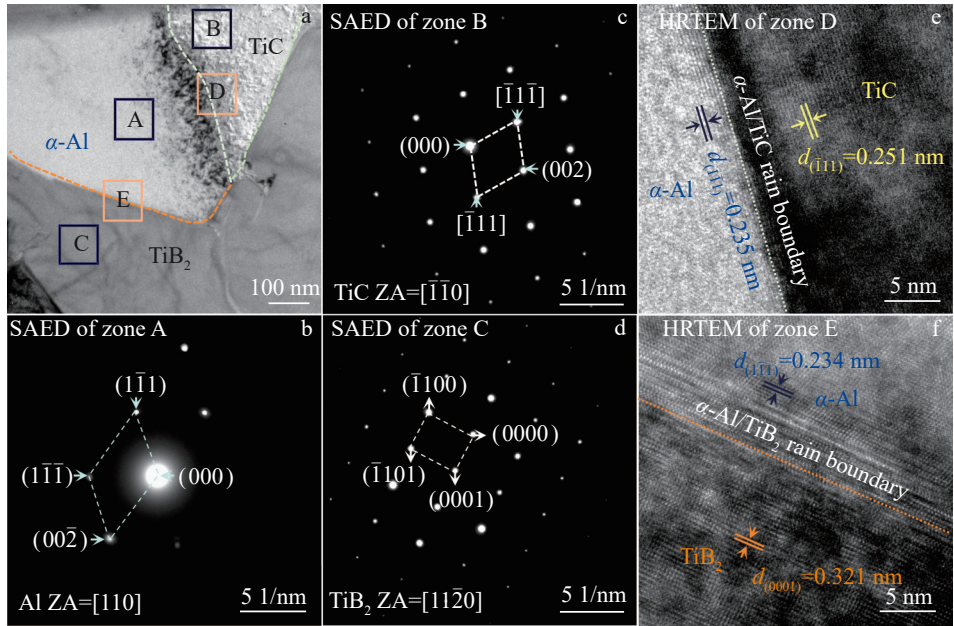 a
B
TiC
D
A
α-Al
E
C
TiB₂
100 nm
SAED of zone B
c
[1̄11̄]
(000)
(002)
[1̄11]
TiC ZA=[1̄1̄0]
5 1/nm
HRTEM of zone D
e
TiC
α-Al/TiC rain boundary
d(1̄11)=0.251 nm
α-Al
=0.235 nm
5 nm
SAED of zone A
b
(11̄1)
(11̄1̄)
(000)
(002̄)
Al ZA=[110]
5 1/nm
SAED of zone C
d
(1̄100)
(0000)
(1̄101̄)
(0001)
TiB₂ ZA=[112̄0]
5 1/nm
HRTEM of zone E
f
d(11̄1)=0.234 nm
α-Al
α-Al/TiB₂ rain boundary
TiB₂
d(0001)=0.321 nm
5 nm